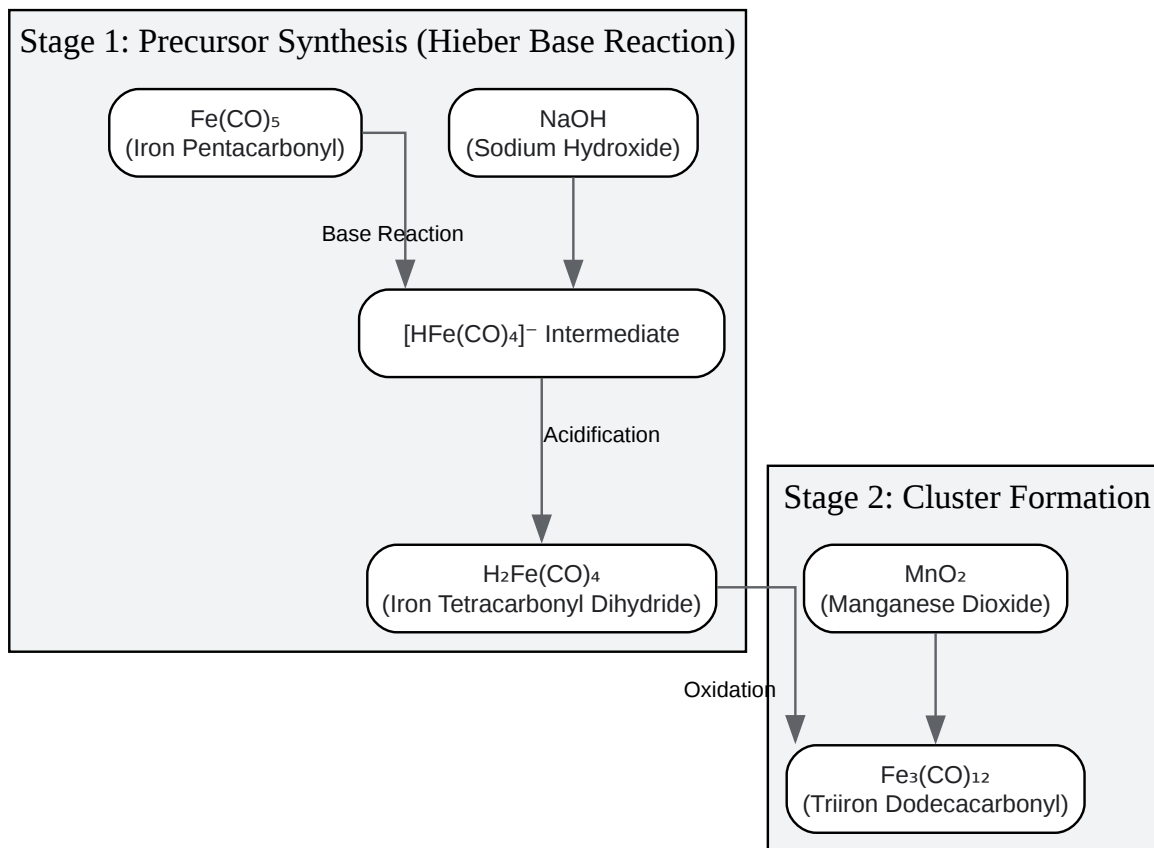 Stage 1: Precursor Synthesis (Hieber Base Reaction)
Fe(CO)₅
(Iron Pentacarbonyl)
NaOH
(Sodium Hydroxide)
Base Reaction
[HFe(CO)₄]⁻ Intermediate
Acidification
H₂Fe(CO)₄
(Iron Tetracarbonyl Dihydride)
Stage 2: Cluster Formation
MnO₂
(Manganese Dioxide)
Oxidation
Fe₃(CO)₁₂
(Triiron Dodecacarbonyl)